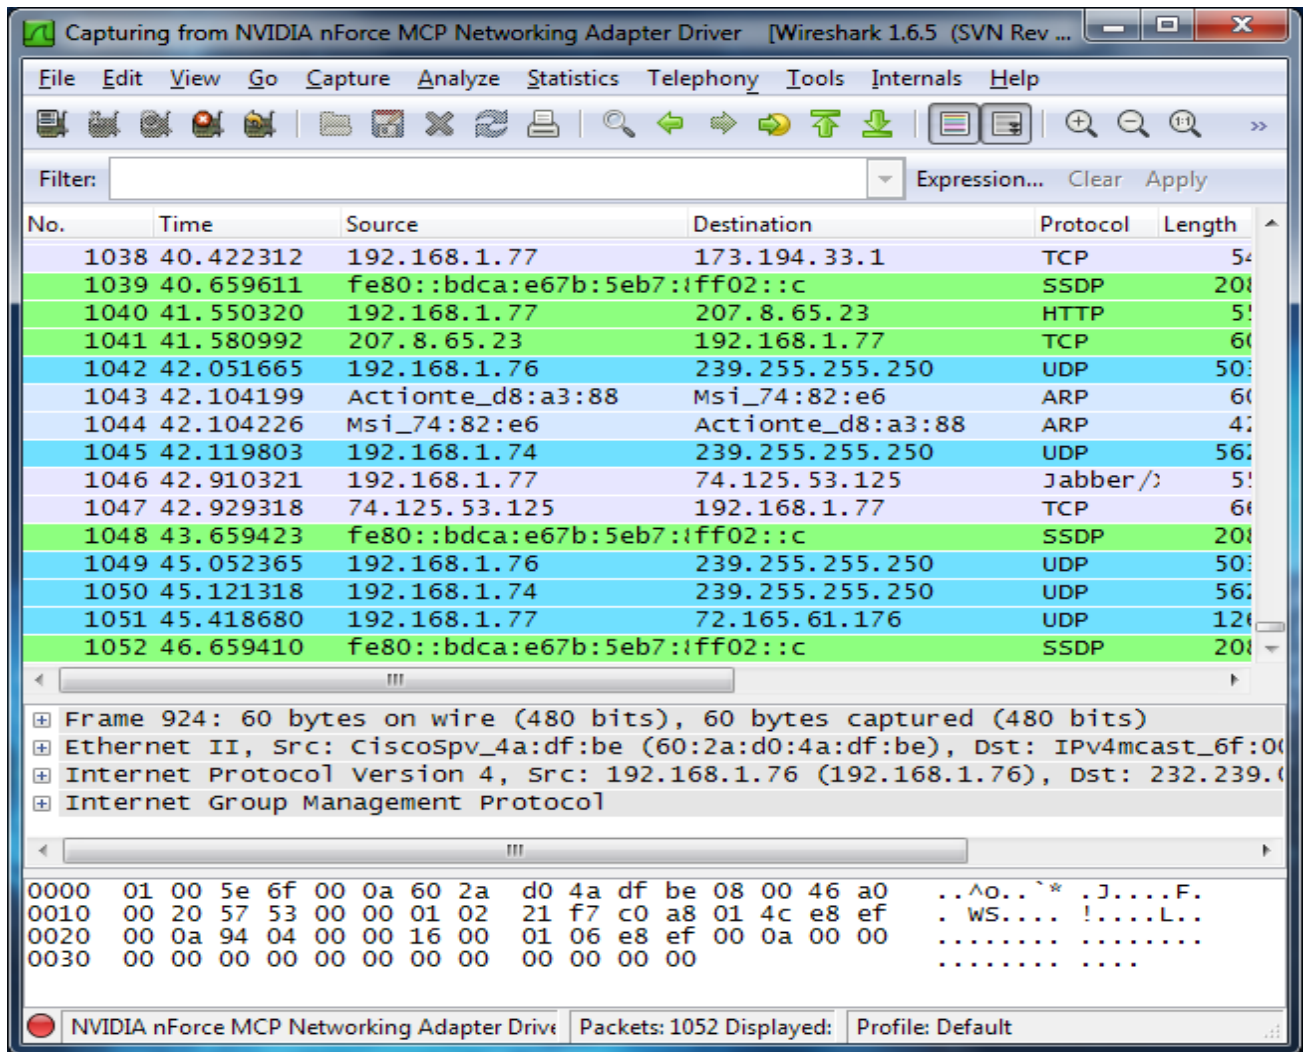 Capturing from NVIDIA nForce MCP Networking Adapter Driver [Wireshark 1.6.5 (SVN Rev ...
File Edit View Go Capture Analyze Statistics Telephony Tools Internals Help
Filter: Expression... Clear Apply
No. Time Source Destination Protocol Length
1038 40.422312 192.168.1.77 173.194.33.1 TCP
1039 40.659611 fe80::bdca:e67b:5eb7: ff02::c SSDP
1040 41.550320 192.168.1.77 207.8.65.23 HTTP
1041 41.580992 207.8.65.23 192.168.1.77 TCP
1042 42.051665 192.168.1.76 239.255.255.250 UDP
1043 42.104199 Actionte_d8:a3:88 Msi_74:82:e6 ARP
1044 42.104226 Msi_74:82:e6 Actionte_d8:a3:88 ARP
1045 42.119803 192.168.1.74 239.255.255.250 UDP
1046 42.910321 192.168.1.77 74.125.53.125 Jabber/
1047 42.929318 74.125.53.125 192.168.1.77 TCP
1048 43.659423 fe80::bdca:e67b:5eb7: ff02::c SSDP
1049 45.052365 192.168.1.76 239.255.255.250 UDP
1050 45.121318 192.168.1.74 239.255.255.250 UDP
1051 45.418680 192.168.1.77 72.165.61.176 UDP
1052 46.659410 fe80::bdca:e67b:5eb7: ff02::c SSDP
Frame 924: 60 bytes on wire (480 bits), 60 bytes captured (480 bits)
Ethernet II, Src: CiscoSpv_4a:df:be (60:2a:d0:4a:df:be), Dst: IPv4mcast_6f:0
Internet Protocol Version 4, Src: 192.168.1.76 (192.168.1.76), Dst: 232.239.
Internet Group Management Protocol
0000 01 00 5e 6f 00 0a 60 2a d0 4a df be 08 00 46 a0 ..^o..`* .J....F.
0010 00 20 57 53 00 00 01 02 21 f7 c0 a8 01 4c e8 ef . WS.... !....L..
0020 00 0a 94 04 00 00 16 00 01 06 e8 ef 00 0a 00 00 ........ ........
0030 00 00 00 00 00 00 00 00 00 00 00 00 ........ ....
NVIDIA nForce MCP Networking Adapter Drive Packets: 1052 Displayed: Profile: Default